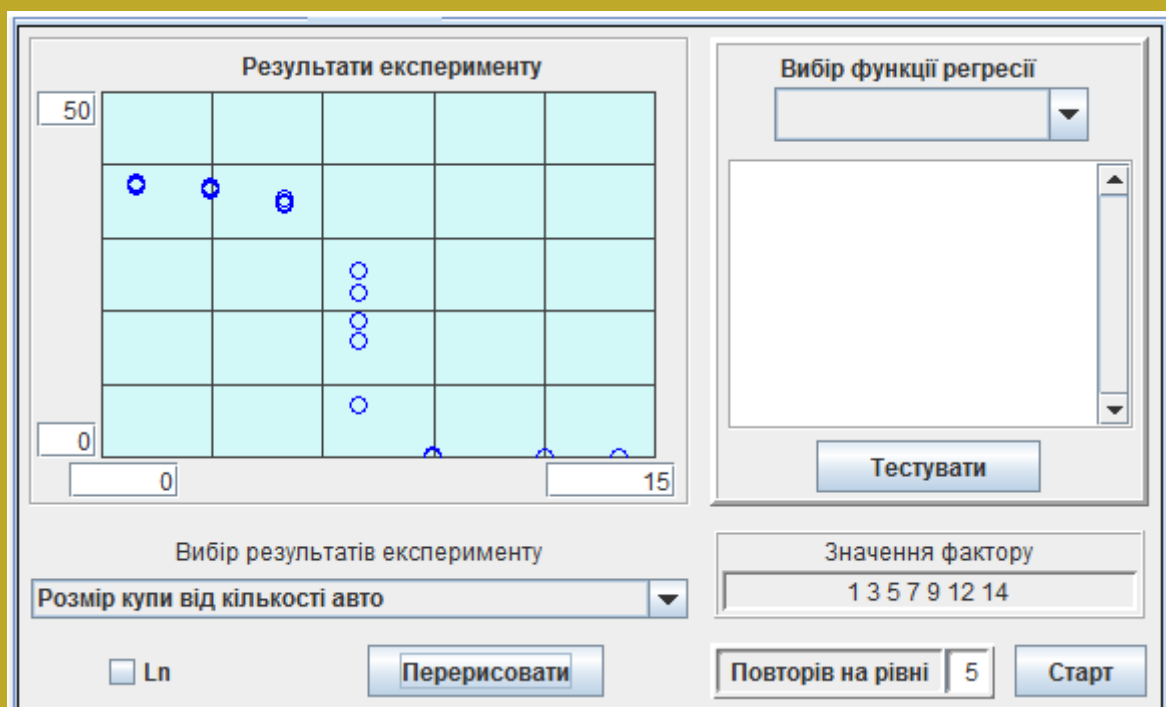 Результати експерименту
50
0
0
15
Вибір функції регресії
Тестувати
Вибір результатів експерименту
Розмір купи від кількості авто
Значення фактору
1 3 5 7 9 12 14
Ln
Перерисовати
Повторів на рівні
5
Старт